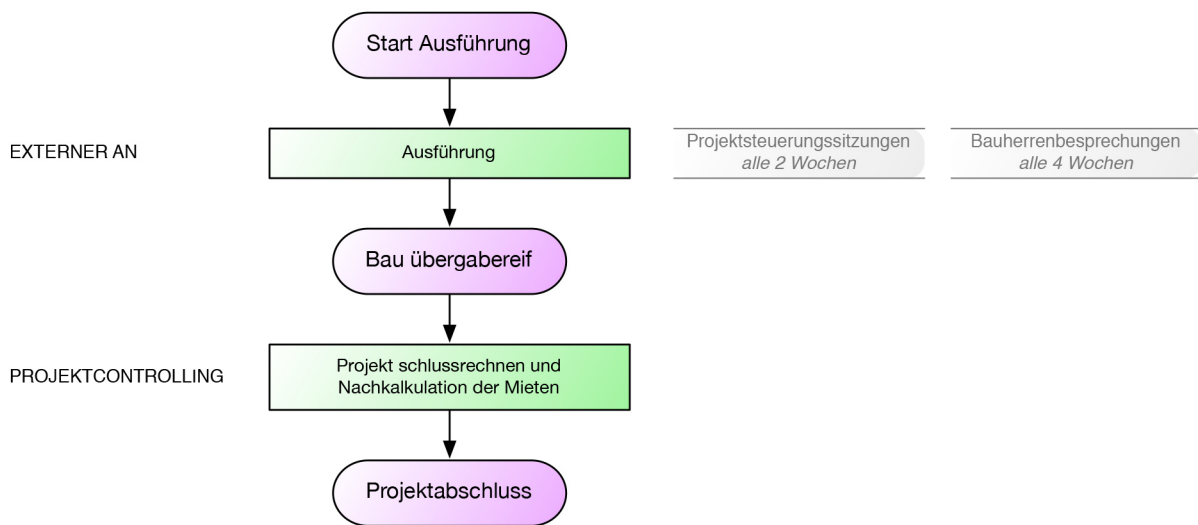 Start Ausführung
EXTERNER AN
Ausführung
Projektsteuerungssitzungen
alle 2 Wochen
Bauherrenbesprechungen
alle 4 Wochen
Bau übergabereif
PROJEKTCONTROLLING
Projekt schlussrechnen und
Nachkalkulation der Mieten
Projektabschluss